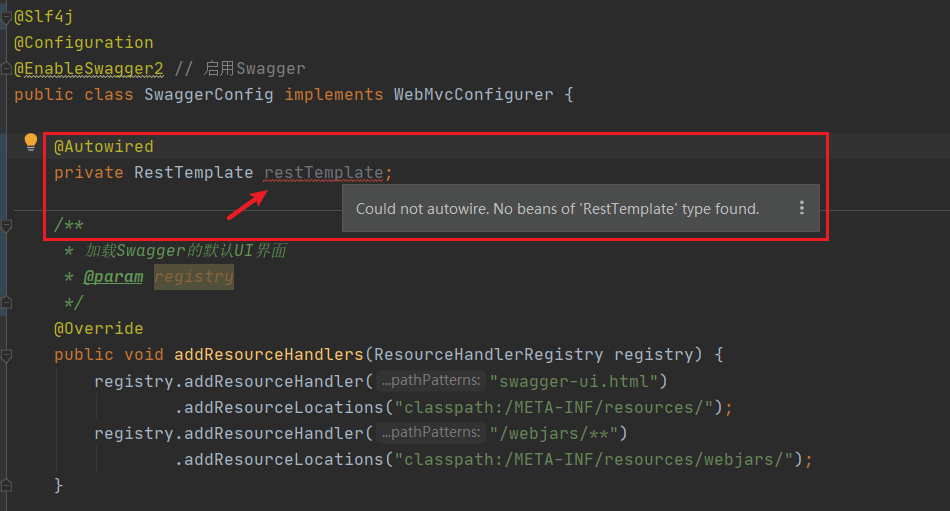 @Slf4j
@Configuration
@EnableSwagger2 // 启用Swagger
public class SwaggerConfig implements WebMvcConfigurer {
@Autowired
private RestTemplate restTemplate;
Could not autowire. No beans of 'RestTemplate' type found.
/**
* 加载Swagger的默认UI界面
* @param registry
*/
@Override
public void addResourceHandlers(ResourceHandlerRegistry registry) {
registry.addResourceHandler( ...pathPatterns: "swagger-ui.html")
.addResourceLocations("classpath:/META-INF/resources/");
registry.addResourceHandler( ...pathPatterns: "/webjars/**")
.addResourceLocations("classpath:/META-INF/resources/webjars/");
}